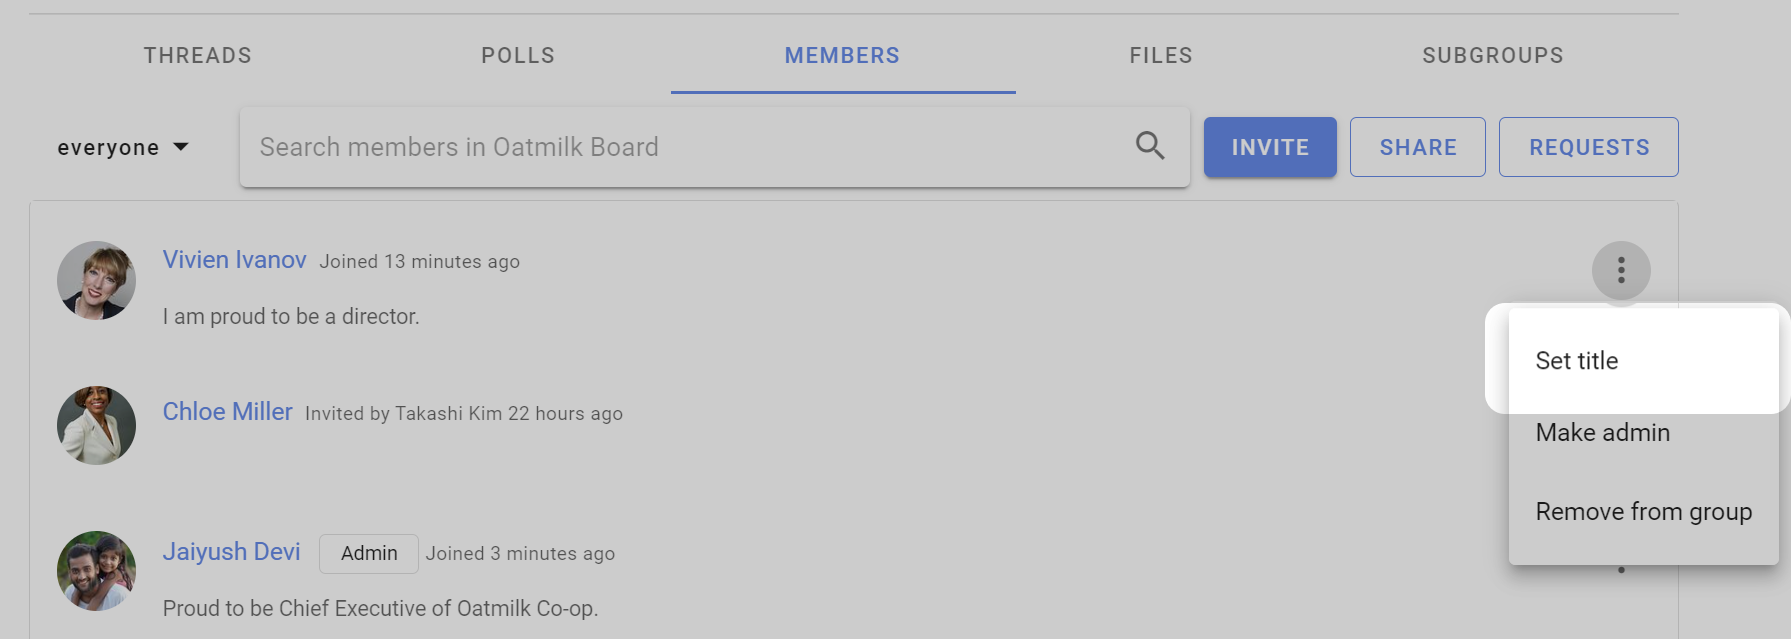 THREADS POLLS MEMBERS FILES SUBGROUPS
everyone Search members in Oatmilk Board INVITE SHARE REQUESTS
Vivien Ivanov Joined 13 minutes ago
I am proud to be a director.
Set title
Chloe Miller Invited by Takashi Kim 22 hours ago
Make admin
Remove from group
Jaiyush Devi Admin Joined 3 minutes ago
Proud to be Chief Executive of Oatmilk Co-op.